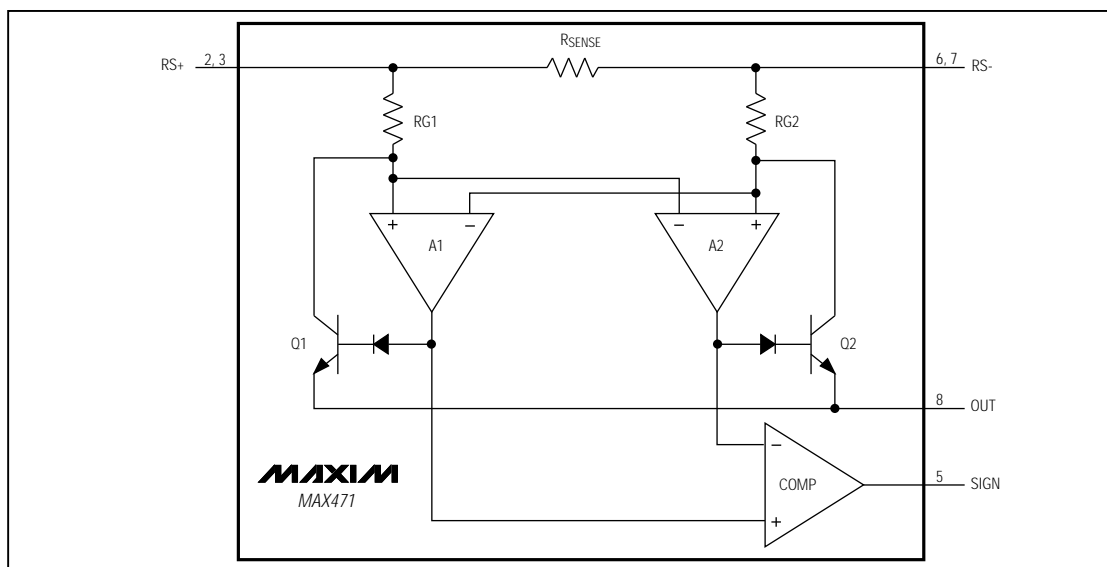 RSENSE
RS+ 2, 3
6, 7 RS-
RG1
RG2
+ −
− +
A1
A2
Q1
Q2
8 OUT
−
COMP
+
5 SIGN
MAXIM
MAX471